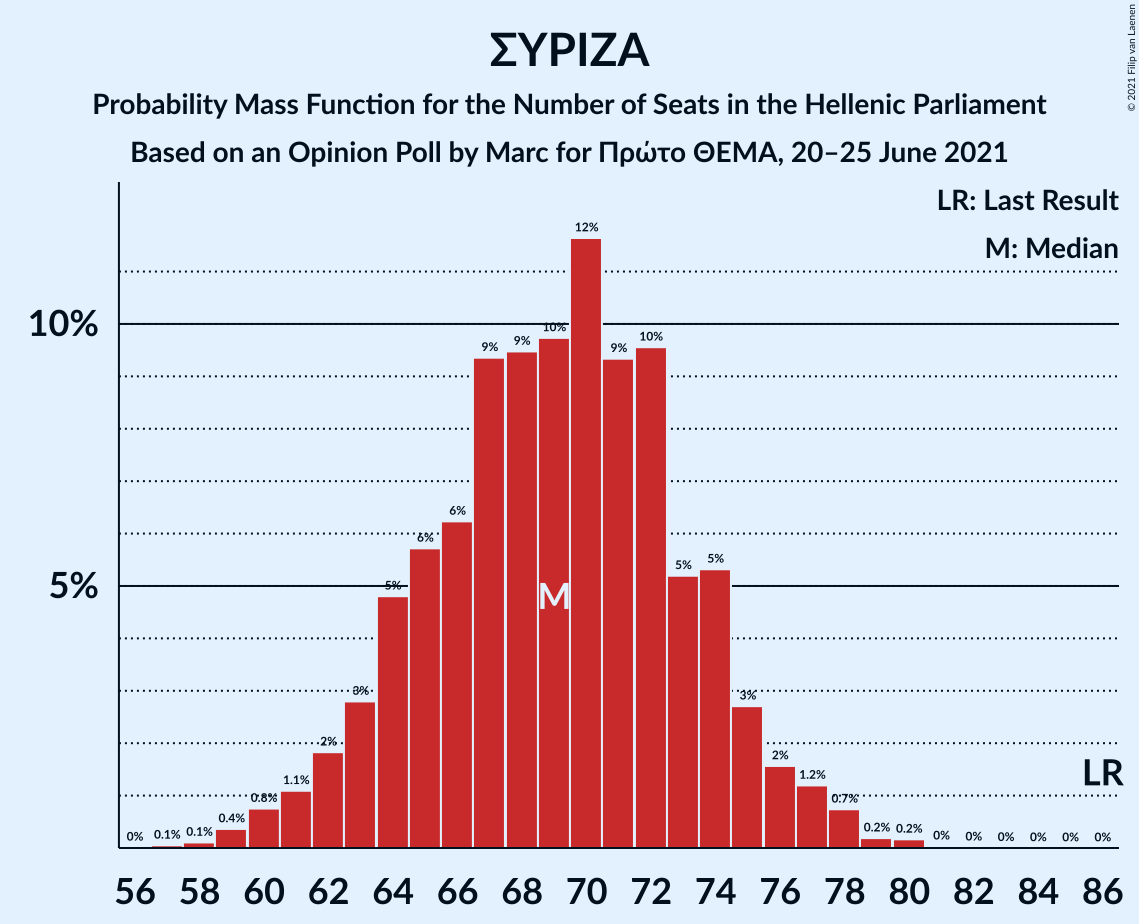 ΣΥΡΙΖΑ
Probability Mass Function for the Number of Seats in the Hellenic Parliament
Based on an Opinion Poll by Marc for Πρώτο ΘΕΜΑ, 20–25 June 2021
© 2021 Filip van Laenen
LR: Last Result
M: Median
10%
5%
0% 0.1% 0.1% 0.4% 0.8% 1.1% 2% 3% 5% 6% 6% 9% 9% 10% 12% 9% 10% 5% 5% 3% 2% 1.2% 0.7% 0.2% 0.2% 0% 0% 0% 0% 0% 0%
M
LR
56 58 60 62 64 66 68 70 72 74 76 78 80 82 84 86